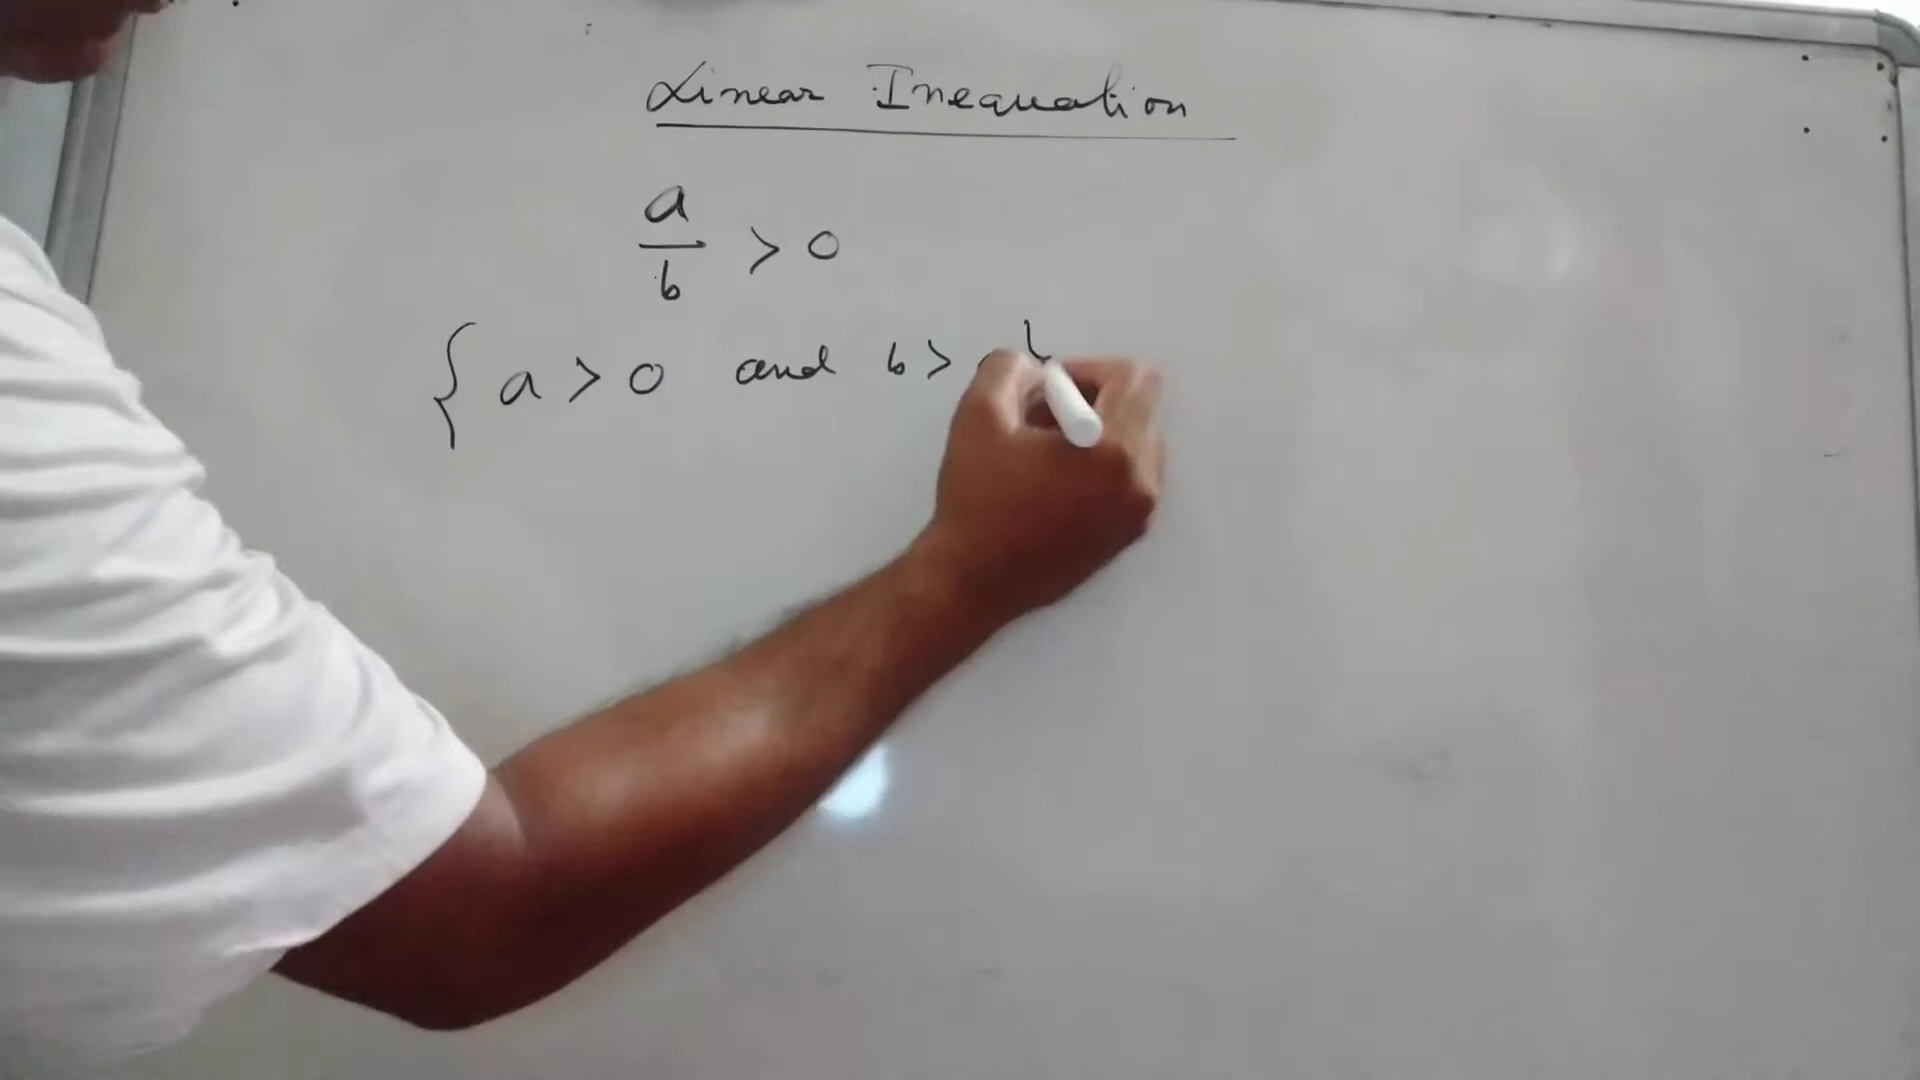 Linear Inequation
a
b > 0
{ a > 0 and b >